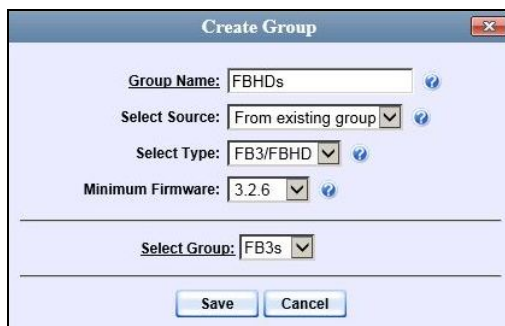 Create Group
Group Name: FBHDs
Select Source: From existing group
Select Type: FB3/FBHD
Minimum Firmware: 3.2.6
Select Group: FB3s
Save Cancel